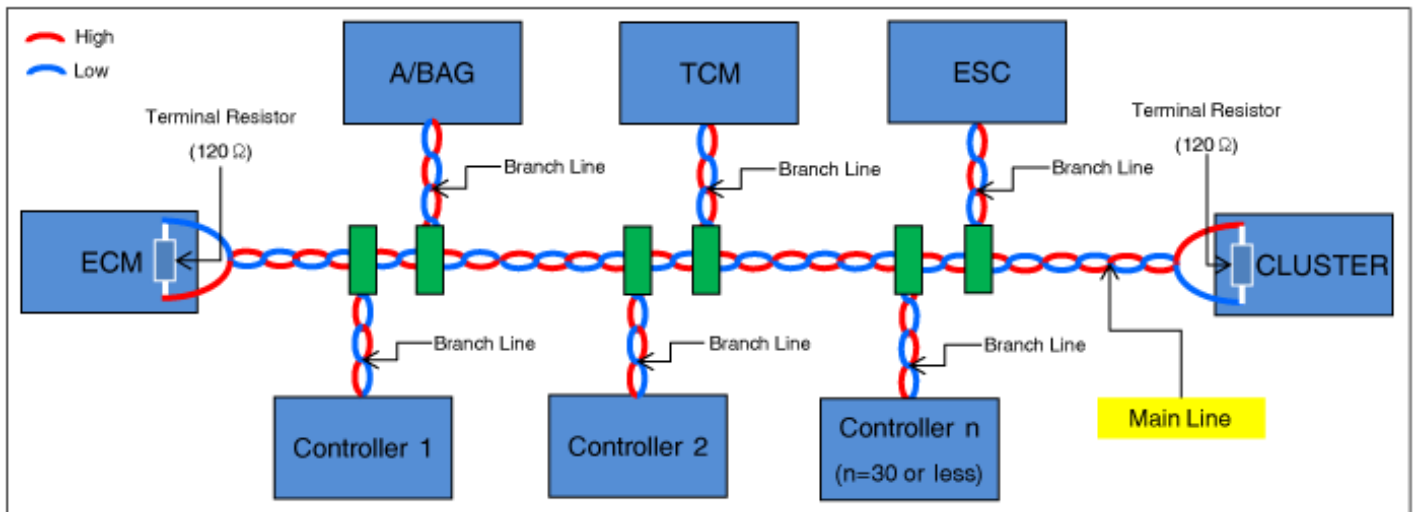 High
Low
A/BAG
TCM
ESC
Terminal Resistor
(120 Ω)
Terminal Resistor
(120 Ω)
Branch Line
Branch Line
Branch Line
ECM
CLUSTER
Branch Line
Branch Line
Branch Line
Controller 1
Controller 2
Controller n
(n=30 or less)
Main Line